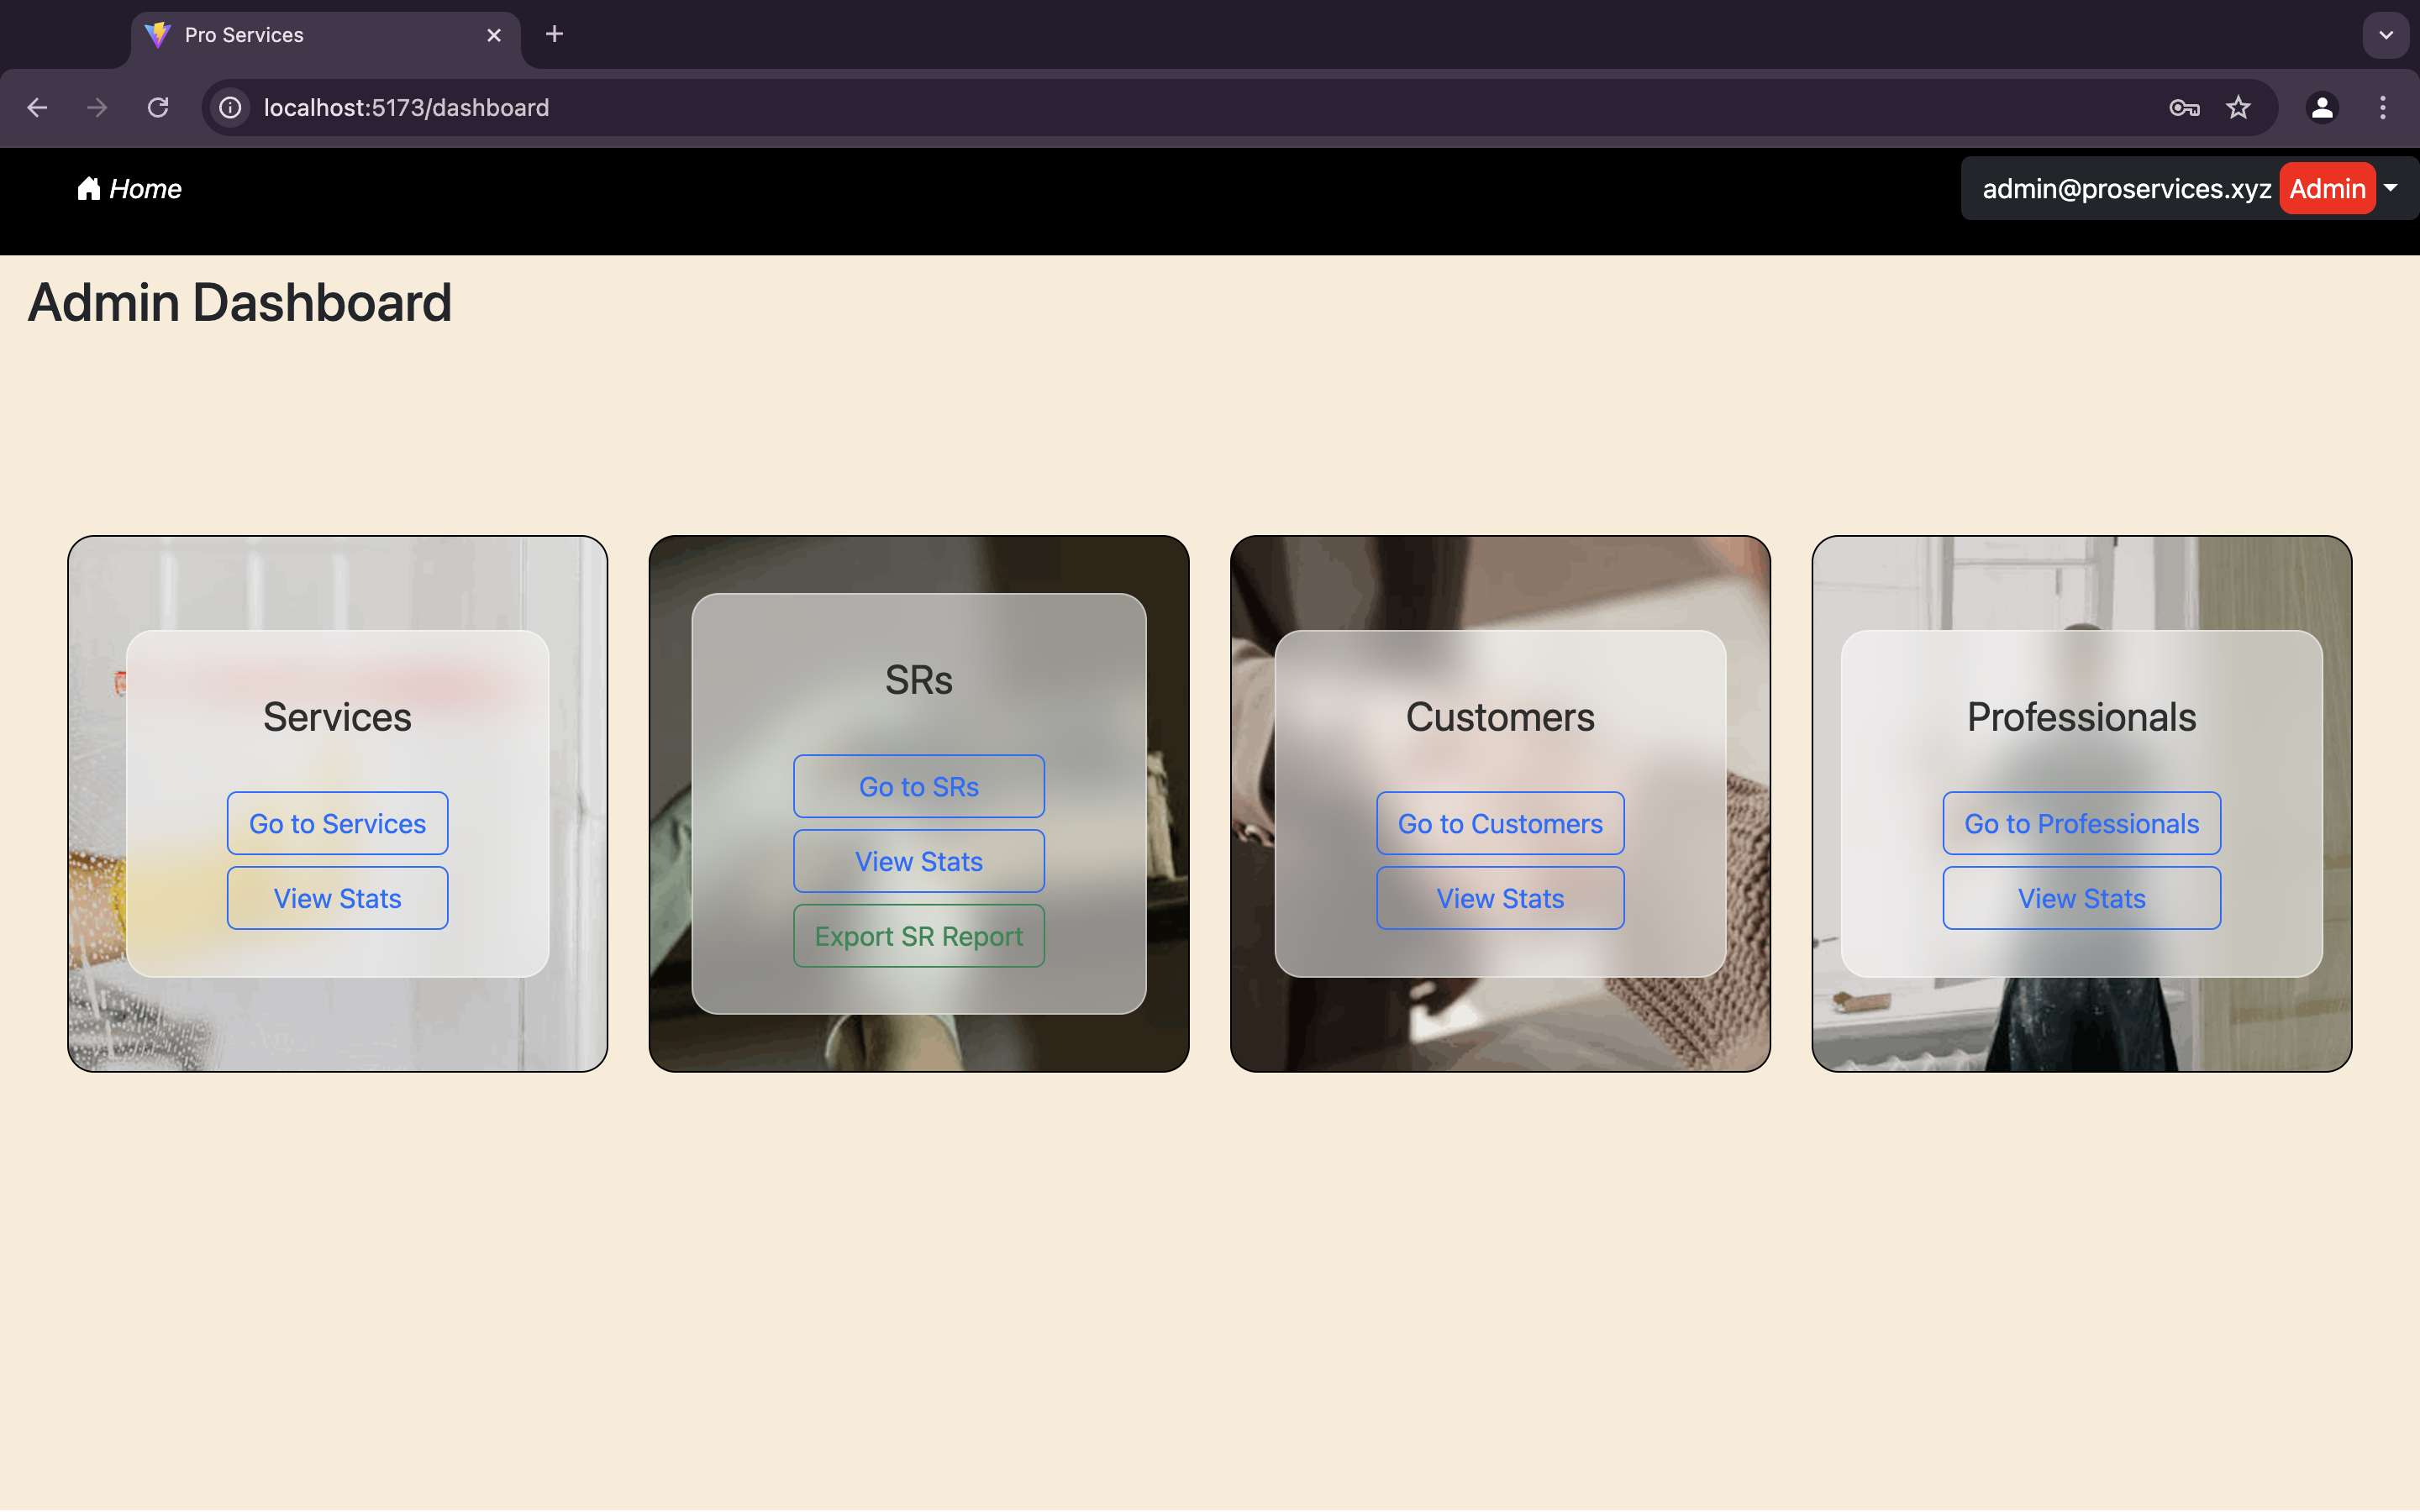 Pro Services
localhost:5173/dashboard
Home
admin@proservices.xyz Admin
Admin Dashboard
Services
Go to Services
View Stats
SRs
Go to SRs
View Stats
Export SR Report
Customers
Go to Customers
View Stats
Professionals
Go to Professionals
View Stats